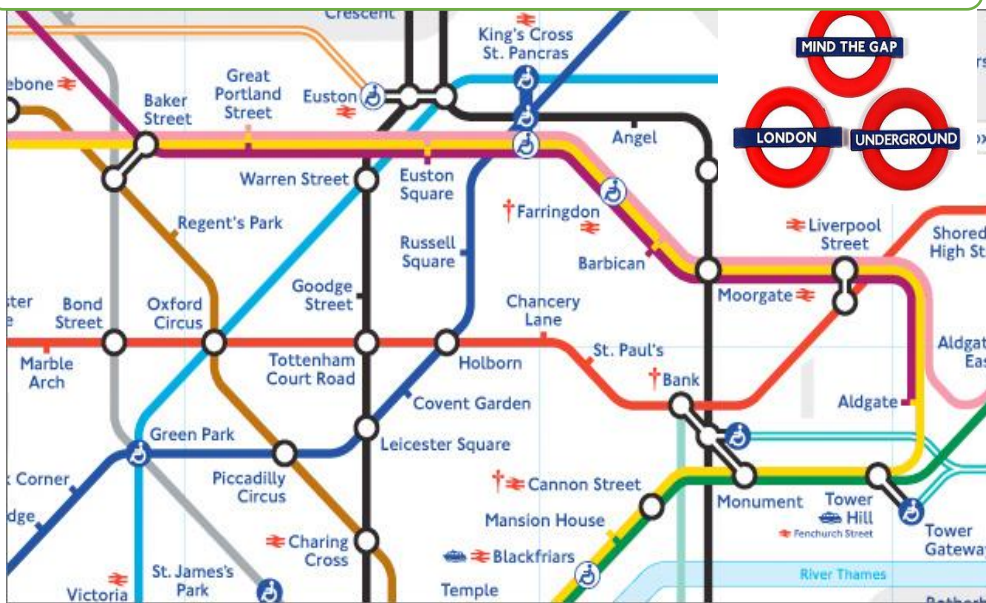 Crescent
King's Cross
St. Pancras
MIND THE GAP
LONDON
UNDERGROUND
Baker
Street
Great
Portland
Street
Euston
Angel
Warren Street
Euston
Square
Farringdon
Liverpool
Street
High St
Regent's Park
Russell
Square
Barbican
Moorgate
Bond
Street
Oxford
Circus
Goodge
Street
Chancery
Lane
Marble
Arch
Tottenham
Court Road
Holborn
St. Paul's
Bank
Covent Garden
Aldgate
Green Park
Leicester Square
Corner
Piccadilly
Circus
Cannon Street
Monument
Tower
Hill
Fenchurch Street
Mansion House
Tower
Charing
Cross
Blackfriars
Victoria
St. James's
Park
Temple
River Thames